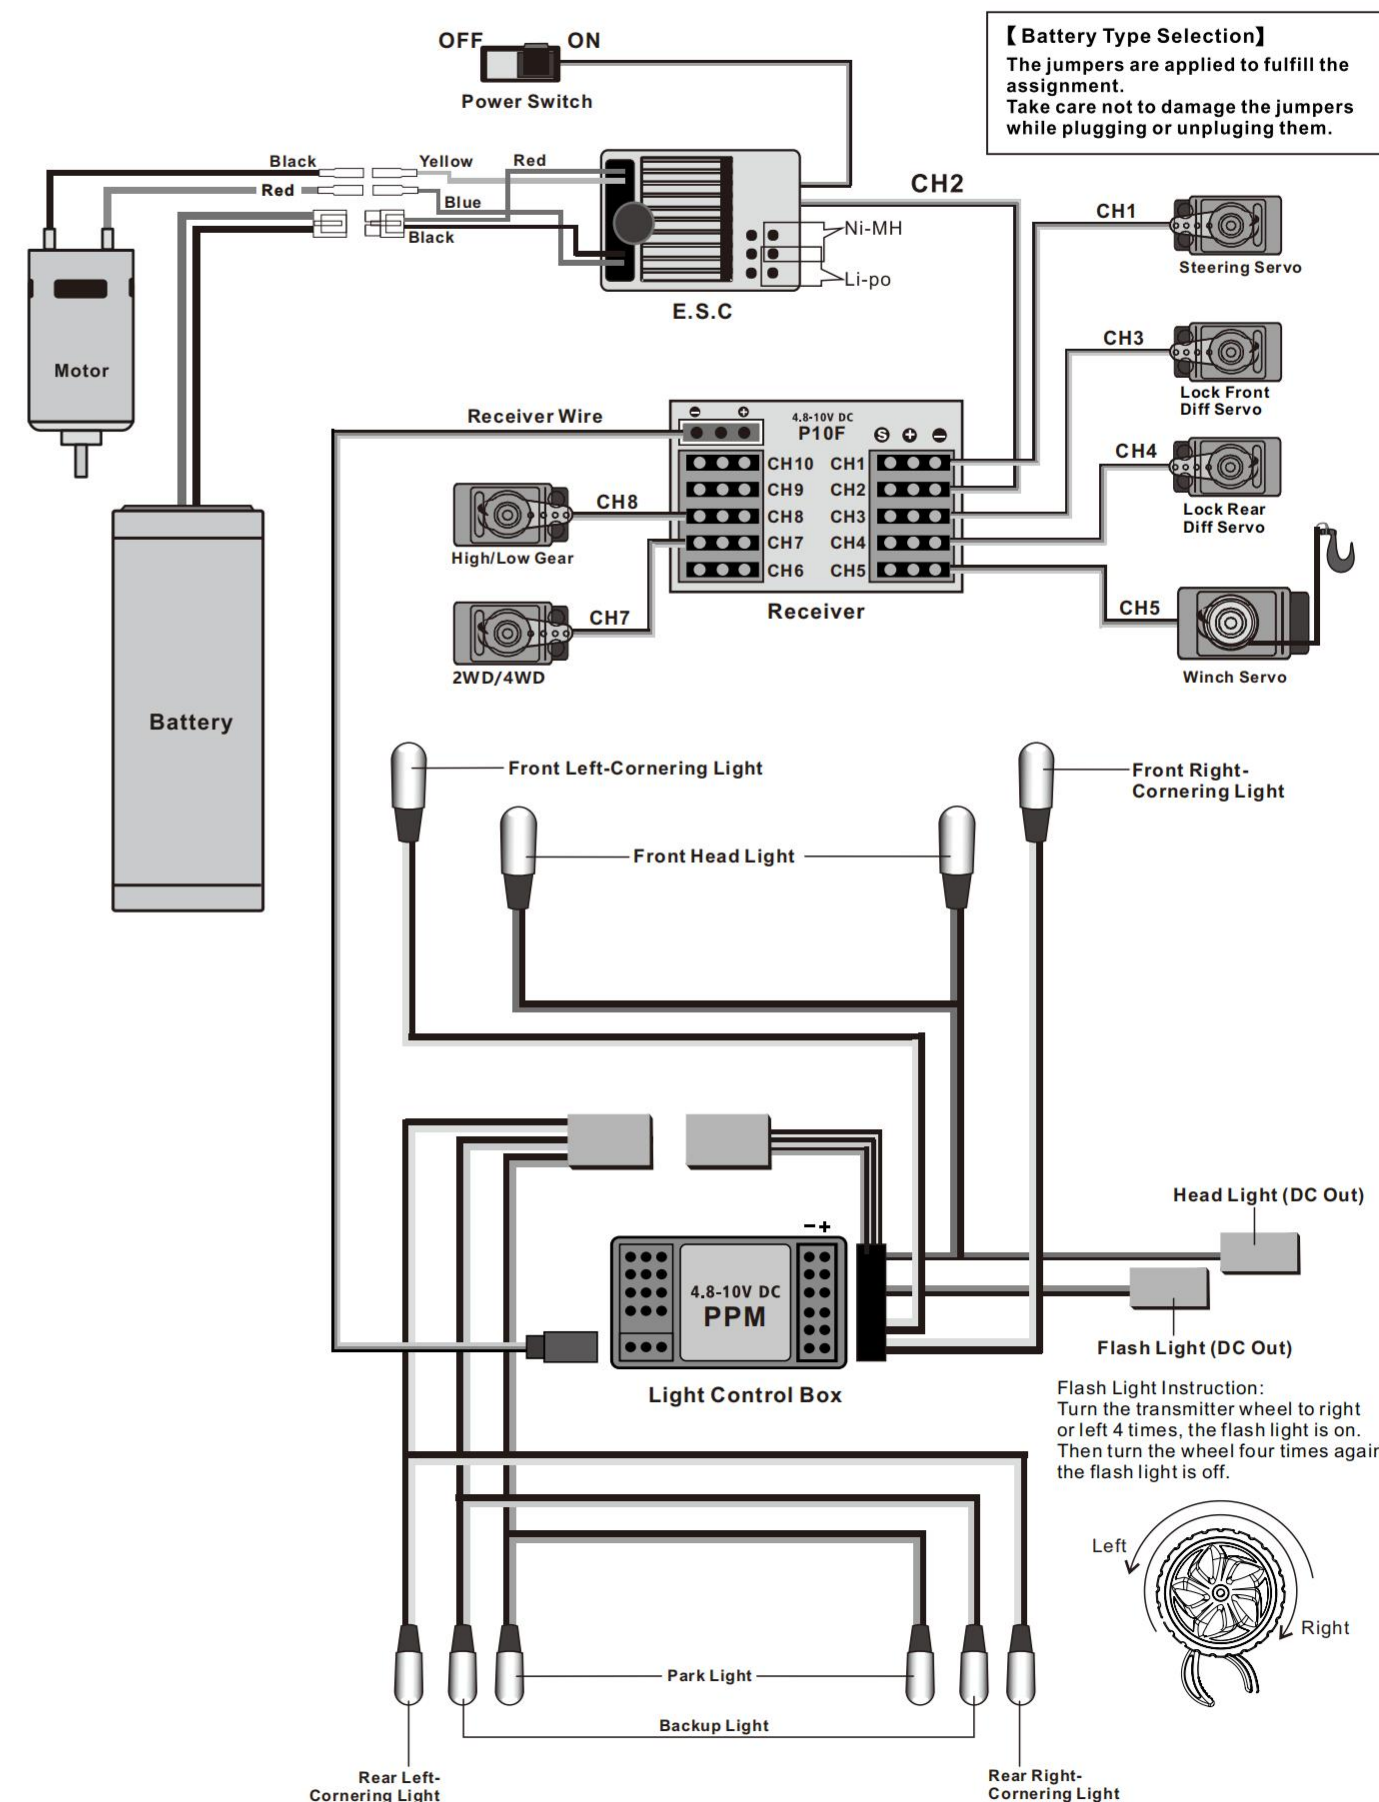 OFF ON
Power Switch
【 Battery Type Selection】
The jumpers are applied to fulfill the
assignment.
Take care not to damage the jumpers
while plugging or unpluging them.
Black
Yellow
Red
Red
Blue
Black
CH2
Ni-MH
Li-po
E.S.C
CH1
Steering Servo
Motor
CH3
Lock Front
Diff Servo
Receiver Wire
4.8-10V DC
P10F
S
CH10 CH1
CH9 CH2
CH8 CH3
CH7 CH4
CH6 CH5
Receiver
CH4
Lock Rear
Diff Servo
CH8
High/Low Gear
CH7
2WD/4WD
CH5
Winch Servo
Battery
Front Left-Cornering Light
Front Right-
Cornering Light
Front Head Light
Head Light (DC Out)
−+
4.8-10V DC
PPM
Light Control Box
Flash Light (DC Out)
Flash Light Instruction:
Turn the transmitter wheel to right
or left 4 times, the flash light is on.
Then turn the wheel four times again
the flash light is off.
Left
Right
Park Light
Backup Light
Rear Left-
Cornering Light
Rear Right-
Cornering Light